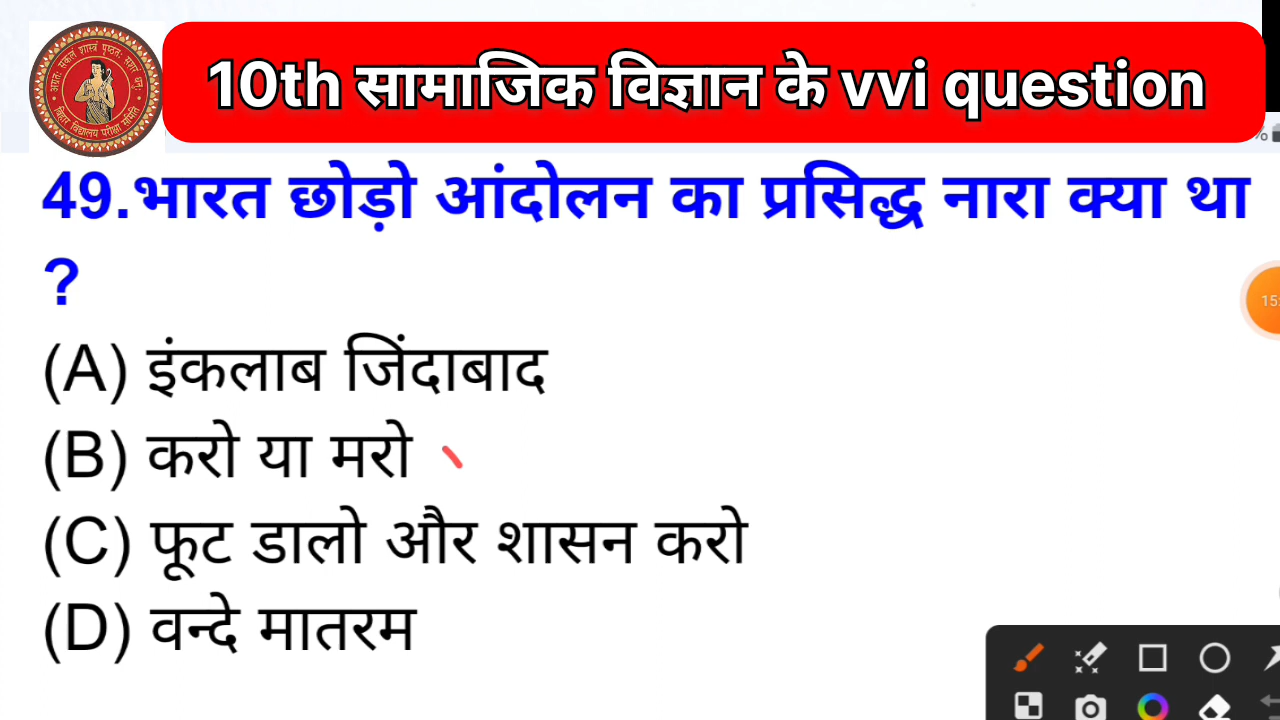 10th सामाजिक विज्ञान के vvi question
49.भारत छोड़ो आंदोलन का प्रसिद्ध नारा क्या था
?
(A) इंकलाब जिंदाबाद
(B) करो या मरो
(C) फूट डालो और शासन करो
(D) वन्दे मातरम